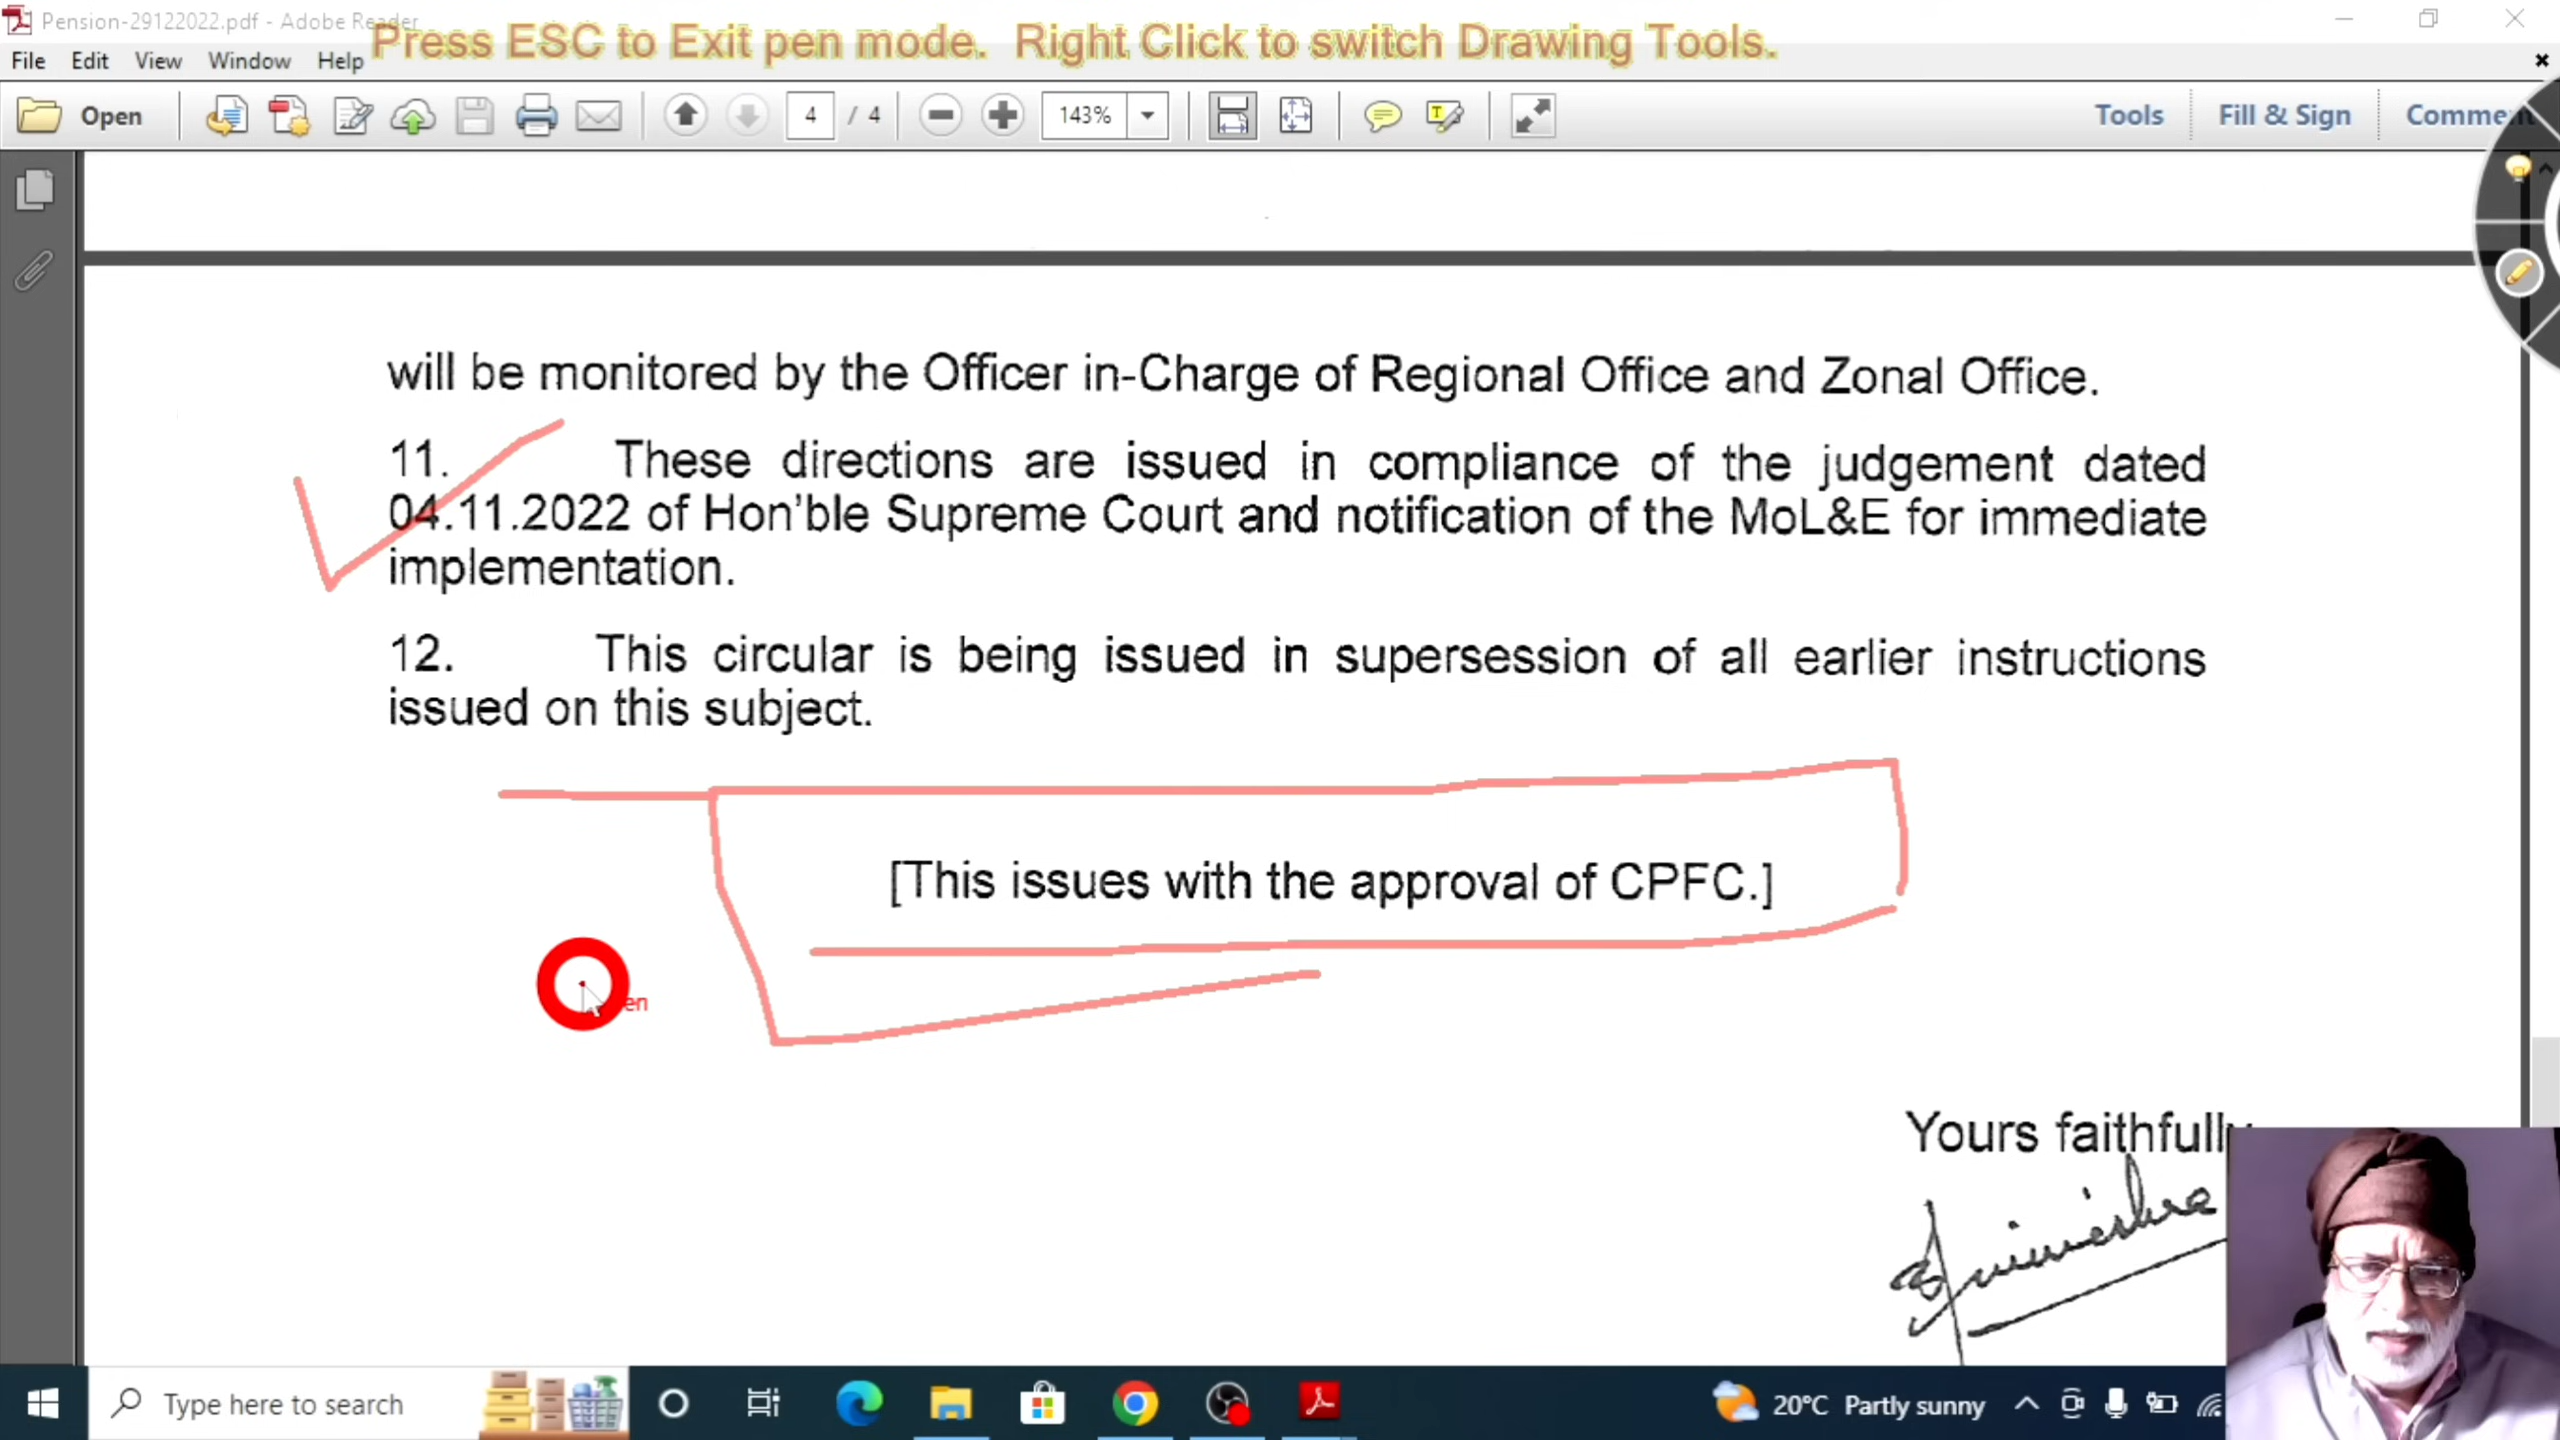 Pension-29122022.pdf - Adobe Reader
Press ESC to Exit pen mode. Right Click to switch Drawing Tools.
File Edit View Window Help
Open 4 / 4 143% Tools Fill & Sign
will be monitored by the Officer in-Charge of Regional Office and Zonal Office.
11. These directions are issued in compliance of the judgement dated
04.11.2022 of Hon'ble Supreme Court and notification of the MoL&E for immediate
implementation.
12. This circular is being issued in supersession of all earlier instructions
issued on this subject.
[This issues with the approval of CPFC.]
Yours faithfully
Type here to search
20°C Partly sunny